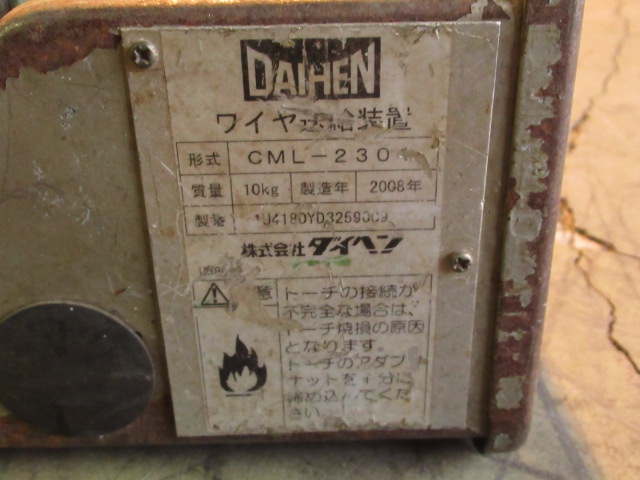 DAIHEN
ワイヤ送給装置
形式 CML-230
質量 10kg 製造年 2008年
製造
株式会社ダイヘン
トーチの接続が
不完全な場合は、
トーチ焼損の原因
となります。
トーチのアダプ
ナットを十分に
締め込んでくだ
さい